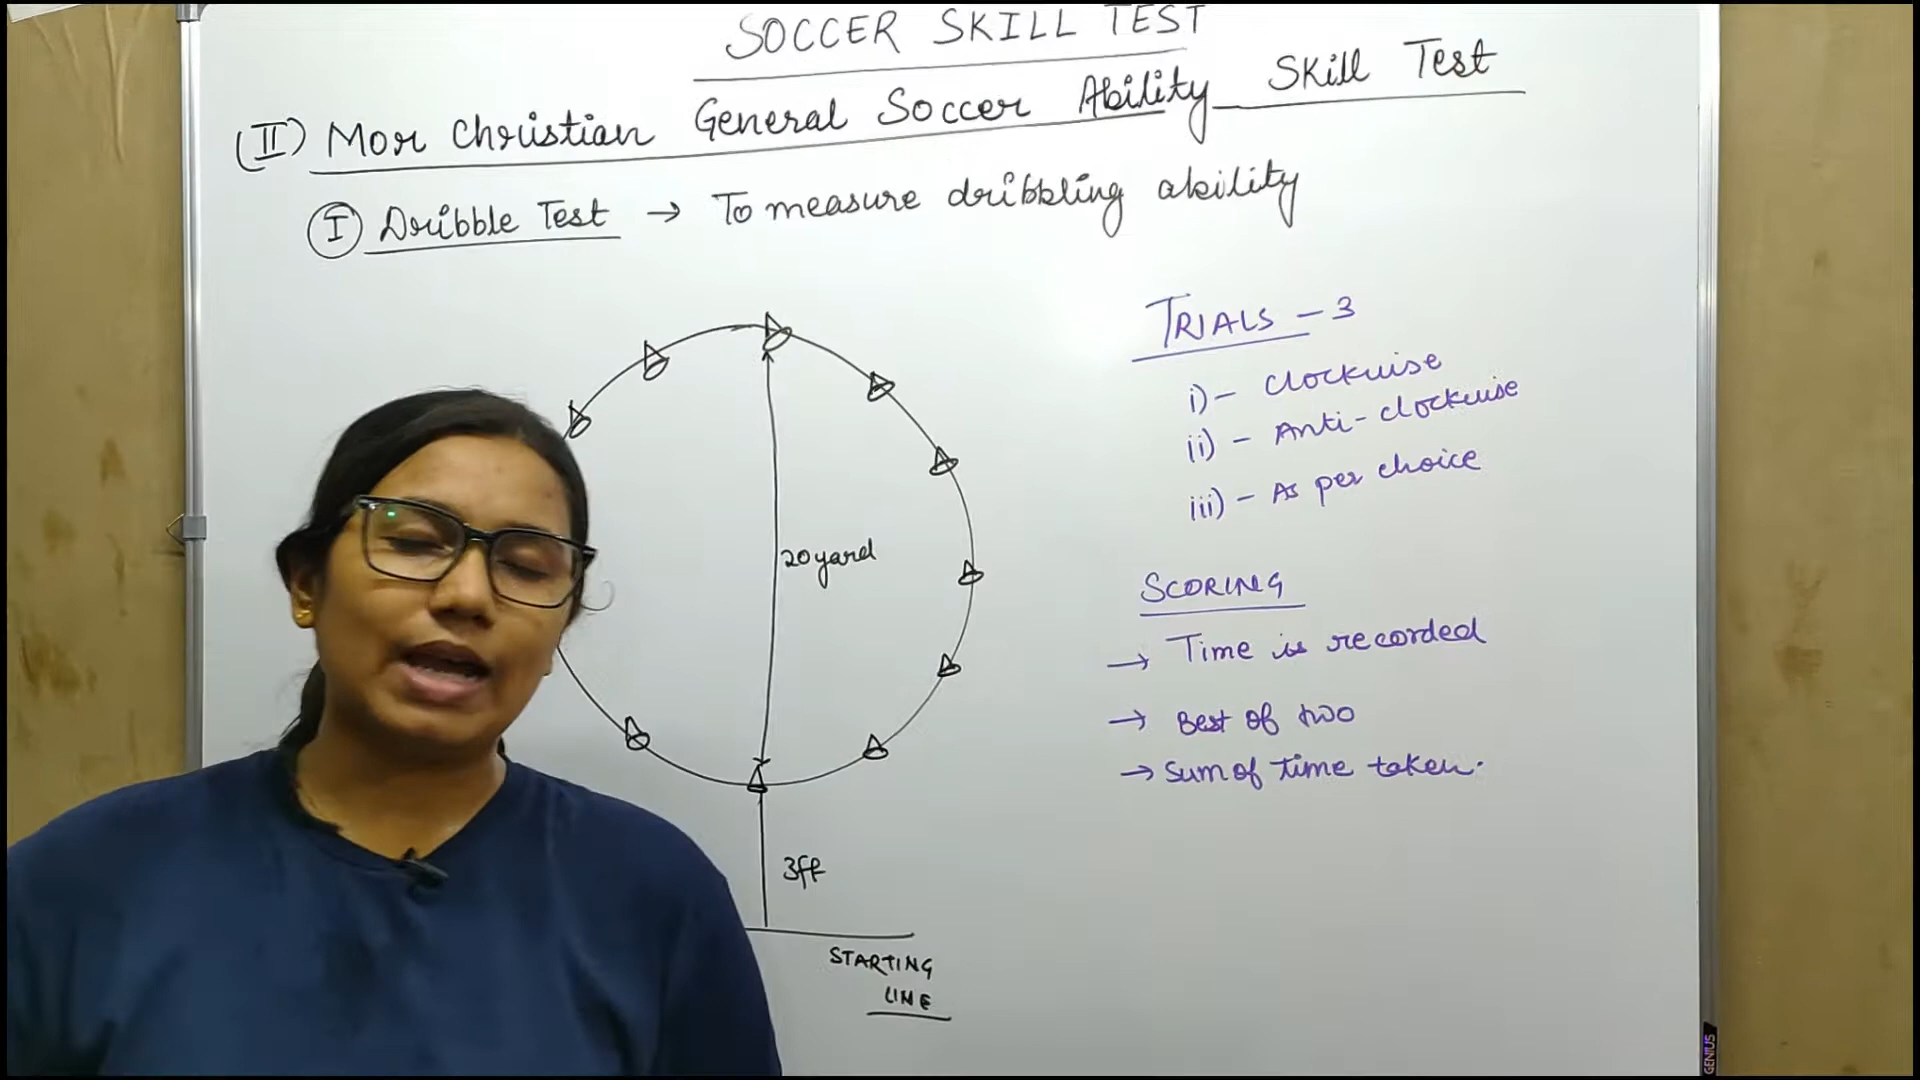 SOCCER SKILL TEST
(II) Mor Christian General Soccer Ability Skill Test
(I) Dribble Test → To measure dribbling ability
TRIALS - 3
i) - Clockwise
ii) - Anti-clockwise
iii) - As per choice
20 yard
SCORING
→ Time is recorded
→ Best of two
→ Sum of time taken.
3ft
STARTING
LINE
GENIUS